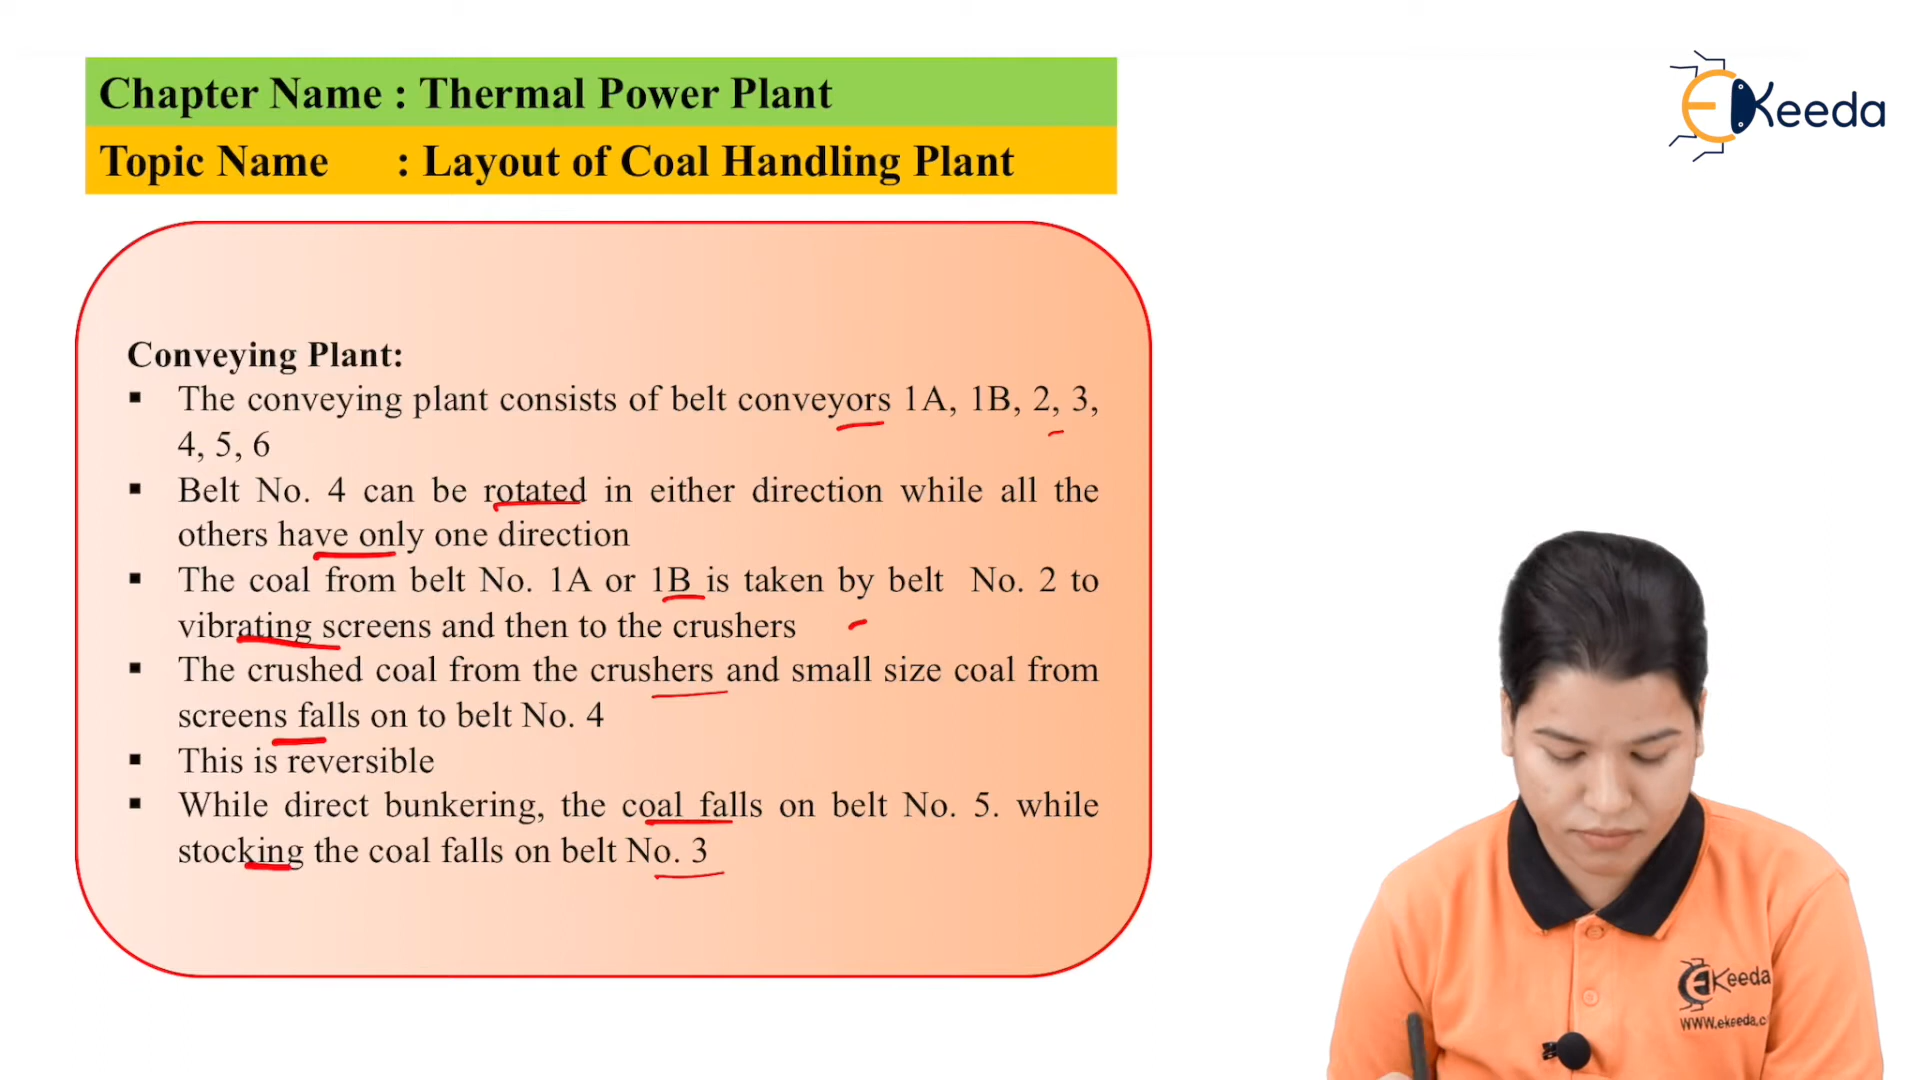 Chapter Name : Thermal Power Plant
Topic Name : Layout of Coal Handling Plant
EKeeda
Conveying Plant:
▪ The conveying plant consists of belt conveyors 1A, 1B, 2, 3,
4, 5, 6
▪ Belt No. 4 can be rotated in either direction while all the
others have only one direction
▪ The coal from belt No. 1A or 1B is taken by belt No. 2 to
vibrating screens and then to the crushers
▪ The crushed coal from the crushers and small size coal from
screens falls on to belt No. 4
▪ This is reversible
▪ While direct bunkering, the coal falls on belt No. 5. while
stocking the coal falls on belt No. 3
EKeeda
www.ekeeda.c